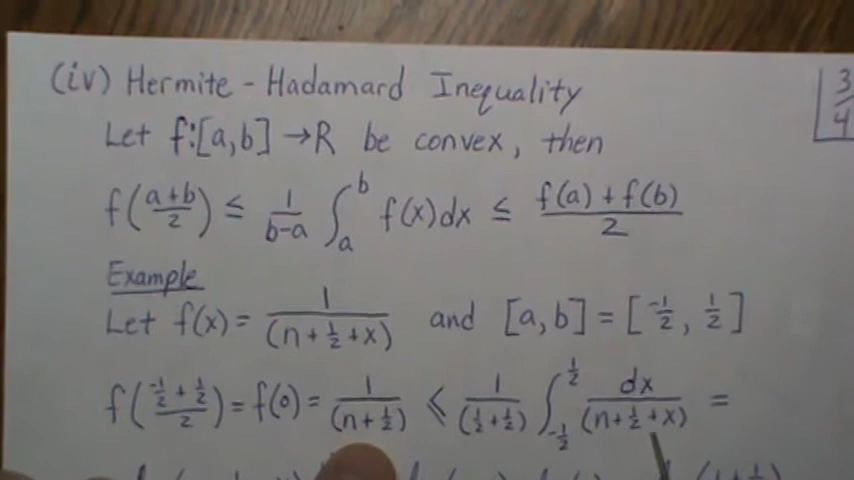 (iv) Hermite - Hadamard Inequality
3/4
Let f:[a,b] → R be convex, then
f((a+b)/2) ≤ 1/(b-a) ∫_a^b f(x)dx ≤ (f(a)+f(b))/2
Example
Let f(x) = 1/(n+1/2+x) and [a,b] = [-1/2, 1/2]
f((-1/2+1/2)/2) = f(0) = 1/(n+1/2) ≤ 1/(1/2+1/2) ∫_{-1/2}^{1/2} dx/(n+1/2+x) =